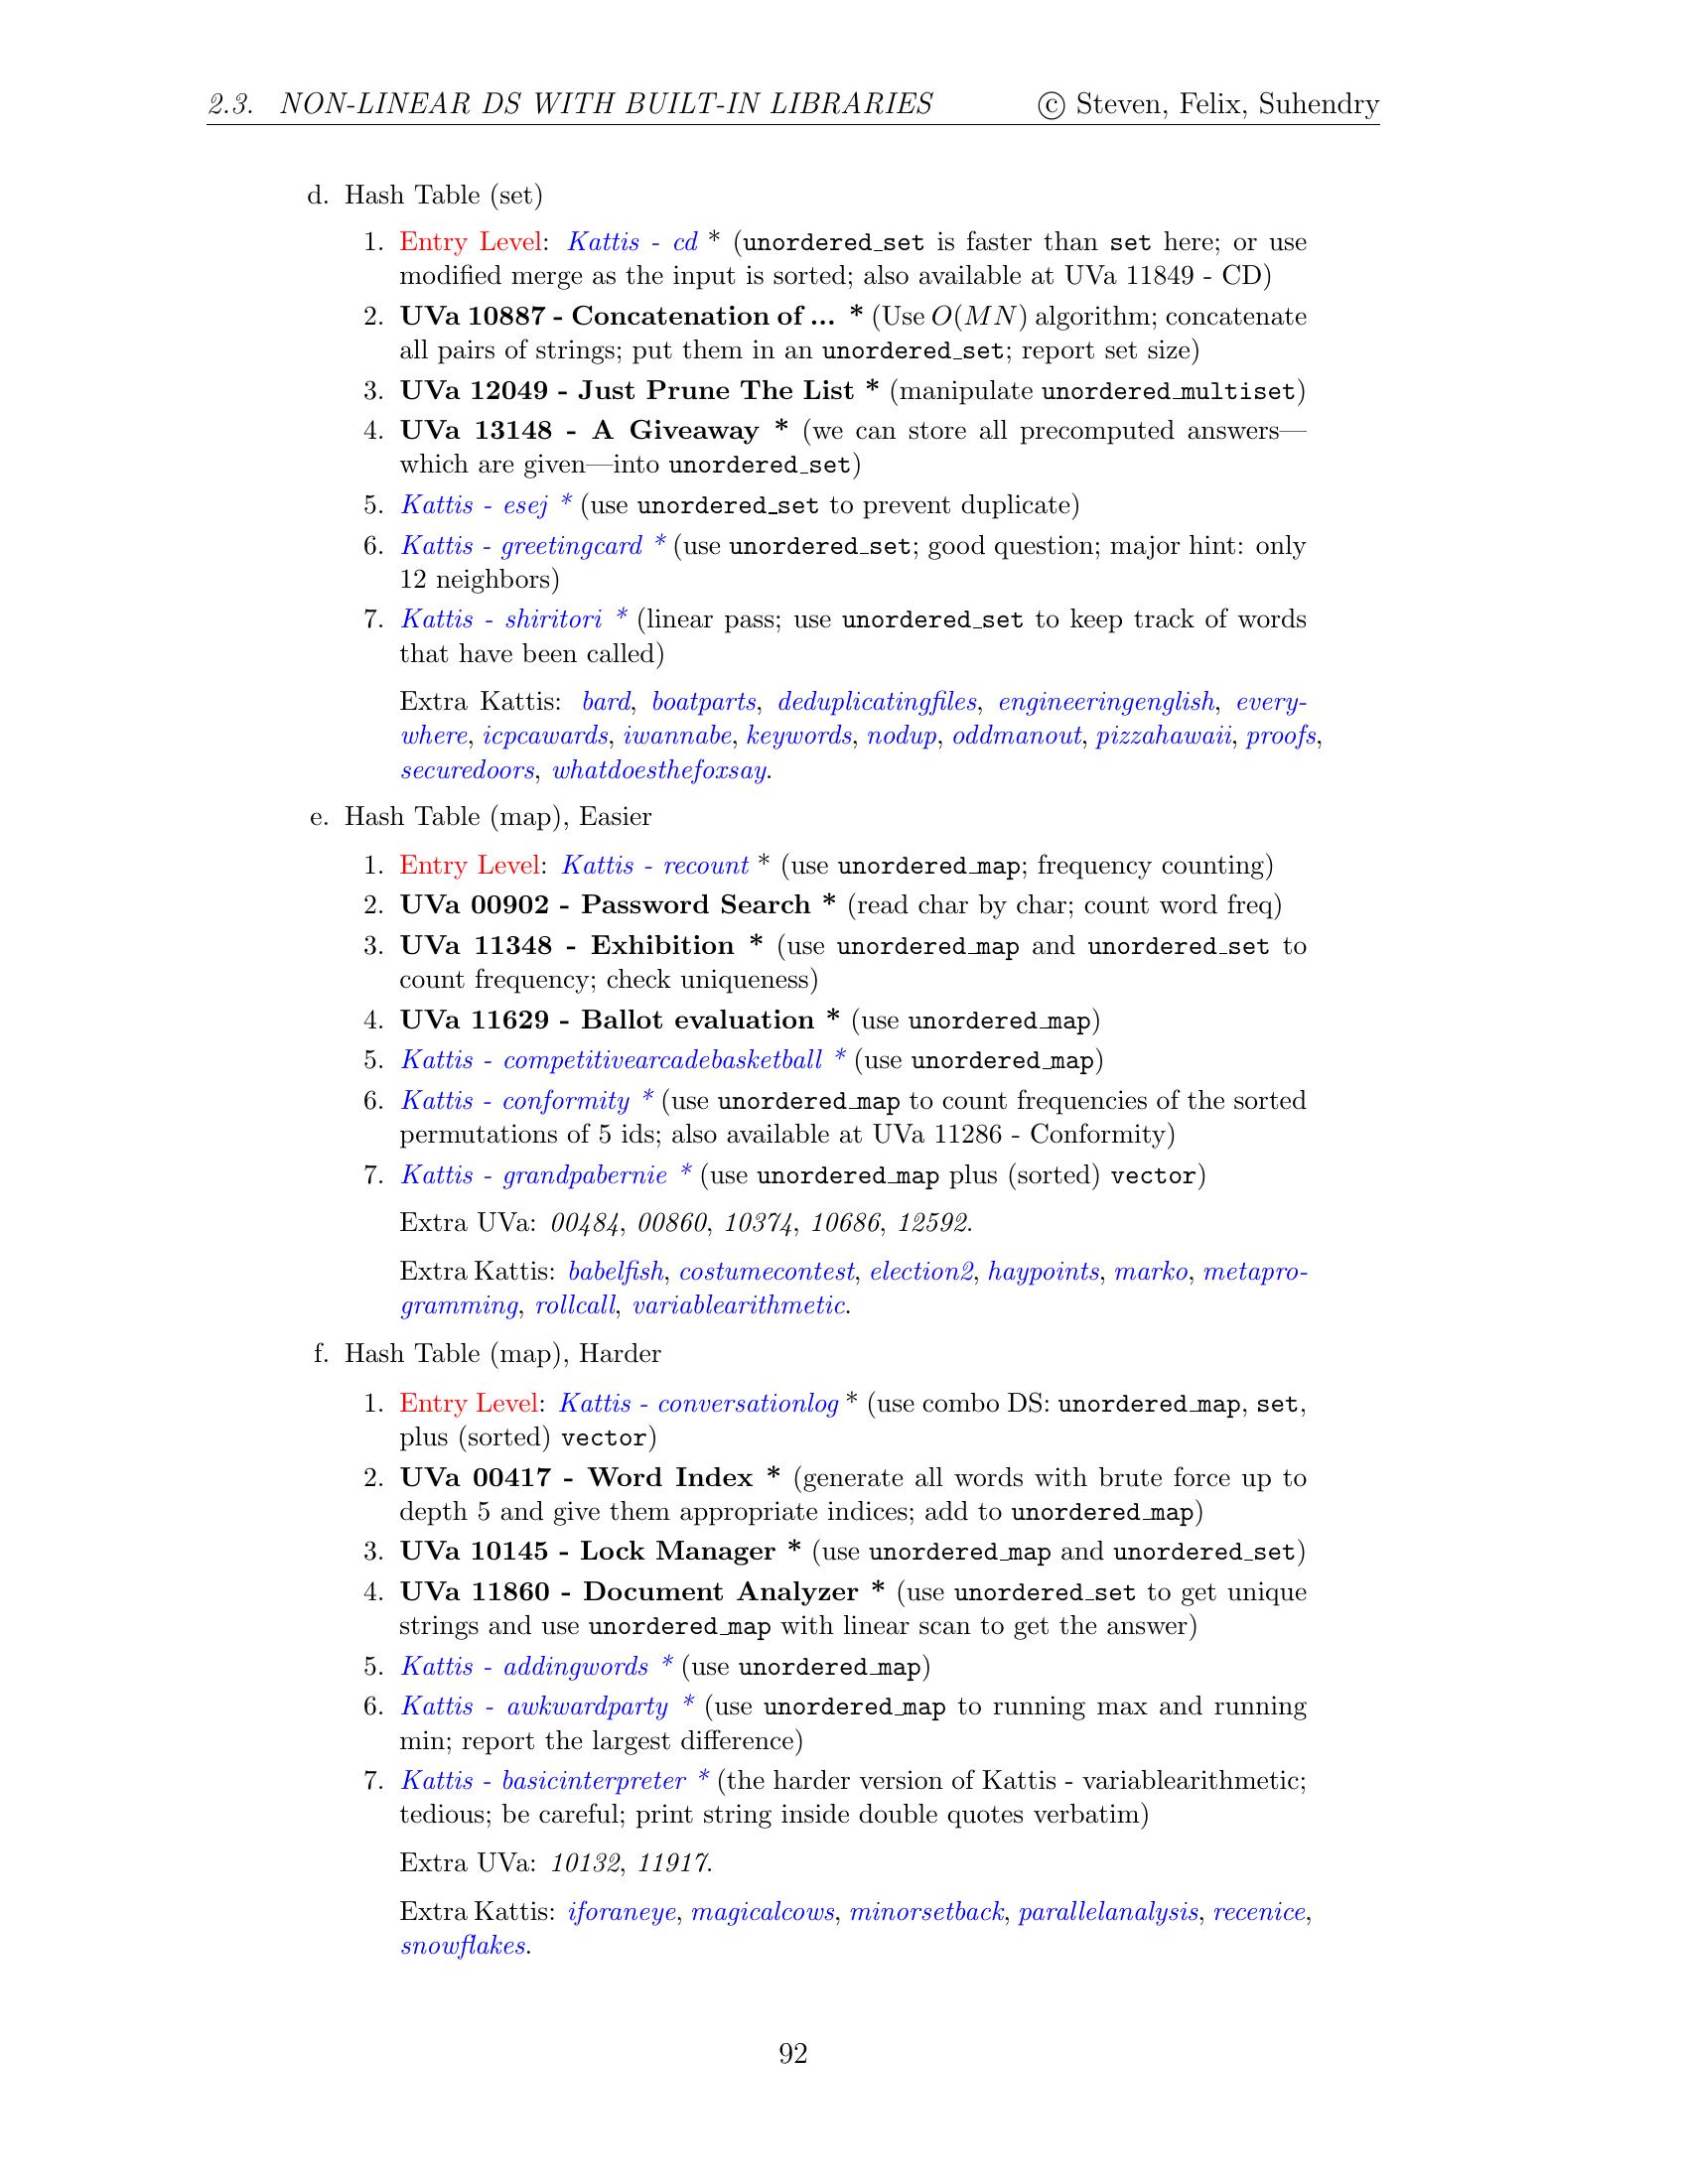 2.3. NON-LINEAR DS WITH BUILT-IN LIBRARIES © Steven, Felix, Suhendry
d. Hash Table (set)
1. Entry Level: Kattis - cd * (unordered_set is faster than set here; or use
modified merge as the input is sorted; also available at UVa 11849 - CD)
2. UVa 10887 - Concatenation of ... * (Use O(MN) algorithm; concatenate
all pairs of strings; put them in an unordered_set; report set size)
3. UVa 12049 - Just Prune The List * (manipulate unordered_multiset)
4. UVa 13148 - A Giveaway * (we can store all precomputed answers—
which are given—into unordered_set)
5. Kattis - esej * (use unordered_set to prevent duplicate)
6. Kattis - greetingcard * (use unordered_set; good question; major hint: only
12 neighbors)
7. Kattis - shiritori * (linear pass; use unordered_set to keep track of words
that have been called)
Extra Kattis: bard, boatparts, deduplicatingfiles, engineeringenglish, every-
where, icpcawards, iwannabe, keywords, nodup, oddmanout, pizzahawaii, proofs,
securedoors, whatdoesthefoxsay.
e. Hash Table (map), Easier
1. Entry Level: Kattis - recount * (use unordered_map; frequency counting)
2. UVa 00902 - Password Search * (read char by char; count word freq)
3. UVa 11348 - Exhibition * (use unordered_map and unordered_set to
count frequency; check uniqueness)
4. UVa 11629 - Ballot evaluation * (use unordered_map)
5. Kattis - competitivearcadebasketball * (use unordered_map)
6. Kattis - conformity * (use unordered_map to count frequencies of the sorted
permutations of 5 ids; also available at UVa 11286 - Conformity)
7. Kattis - grandpabernie * (use unordered_map plus (sorted) vector)
Extra UVa: 00484, 00860, 10374, 10686, 12592.
Extra Kattis: babelfish, costumecontest, election2, haypoints, marko, metapro-
gramming, rollcall, variablearithmetic.
f. Hash Table (map), Harder
1. Entry Level: Kattis - conversationlog * (use combo DS: unordered_map, set,
plus (sorted) vector)
2. UVa 00417 - Word Index * (generate all words with brute force up to
depth 5 and give them appropriate indices; add to unordered_map)
3. UVa 10145 - Lock Manager * (use unordered_map and unordered_set)
4. UVa 11860 - Document Analyzer * (use unordered_set to get unique
strings and use unordered_map with linear scan to get the answer)
5. Kattis - addingwords * (use unordered_map)
6. Kattis - awkwardparty * (use unordered_map to running max and running
min; report the largest difference)
7. Kattis - basicinterpreter * (the harder version of Kattis - variablearithmetic;
tedious; be careful; print string inside double quotes verbatim)
Extra UVa: 10132, 11917.
Extra Kattis: iforaneye, magicalcows, minorsetback, parallelanalysis, recenice,
snowflakes.
92